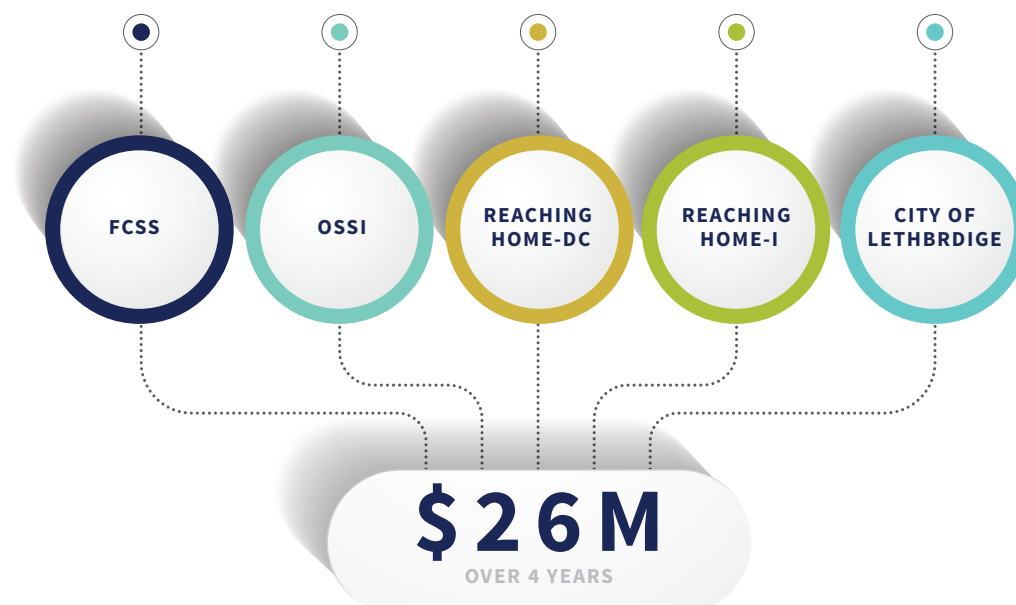 FCSS
OSSI
REACHING
HOME-DC
REACHING
HOME-I
CITY OF
LETHBRDIGE
$26M
OVER 4 YEARS